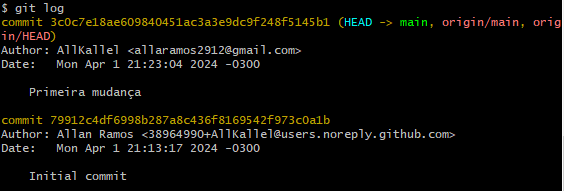 $ git log
commit 3c0c7e18ae609840451ac3a3e9dc9f248f5145b1 (HEAD -> main, origin/main, orig
in/HEAD)
Author: AllKallel <allaramos2912@gmail.com>
Date:   Mon Apr 1 21:23:04 2024 -0300

    Primeira mudança

commit 79912c4df6998b287a8c436f8169542f973c0a1b
Author: Allan Ramos <38964990+AllKallel@users.noreply.github.com>
Date:   Mon Apr 1 21:13:17 2024 -0300

    Initial commit